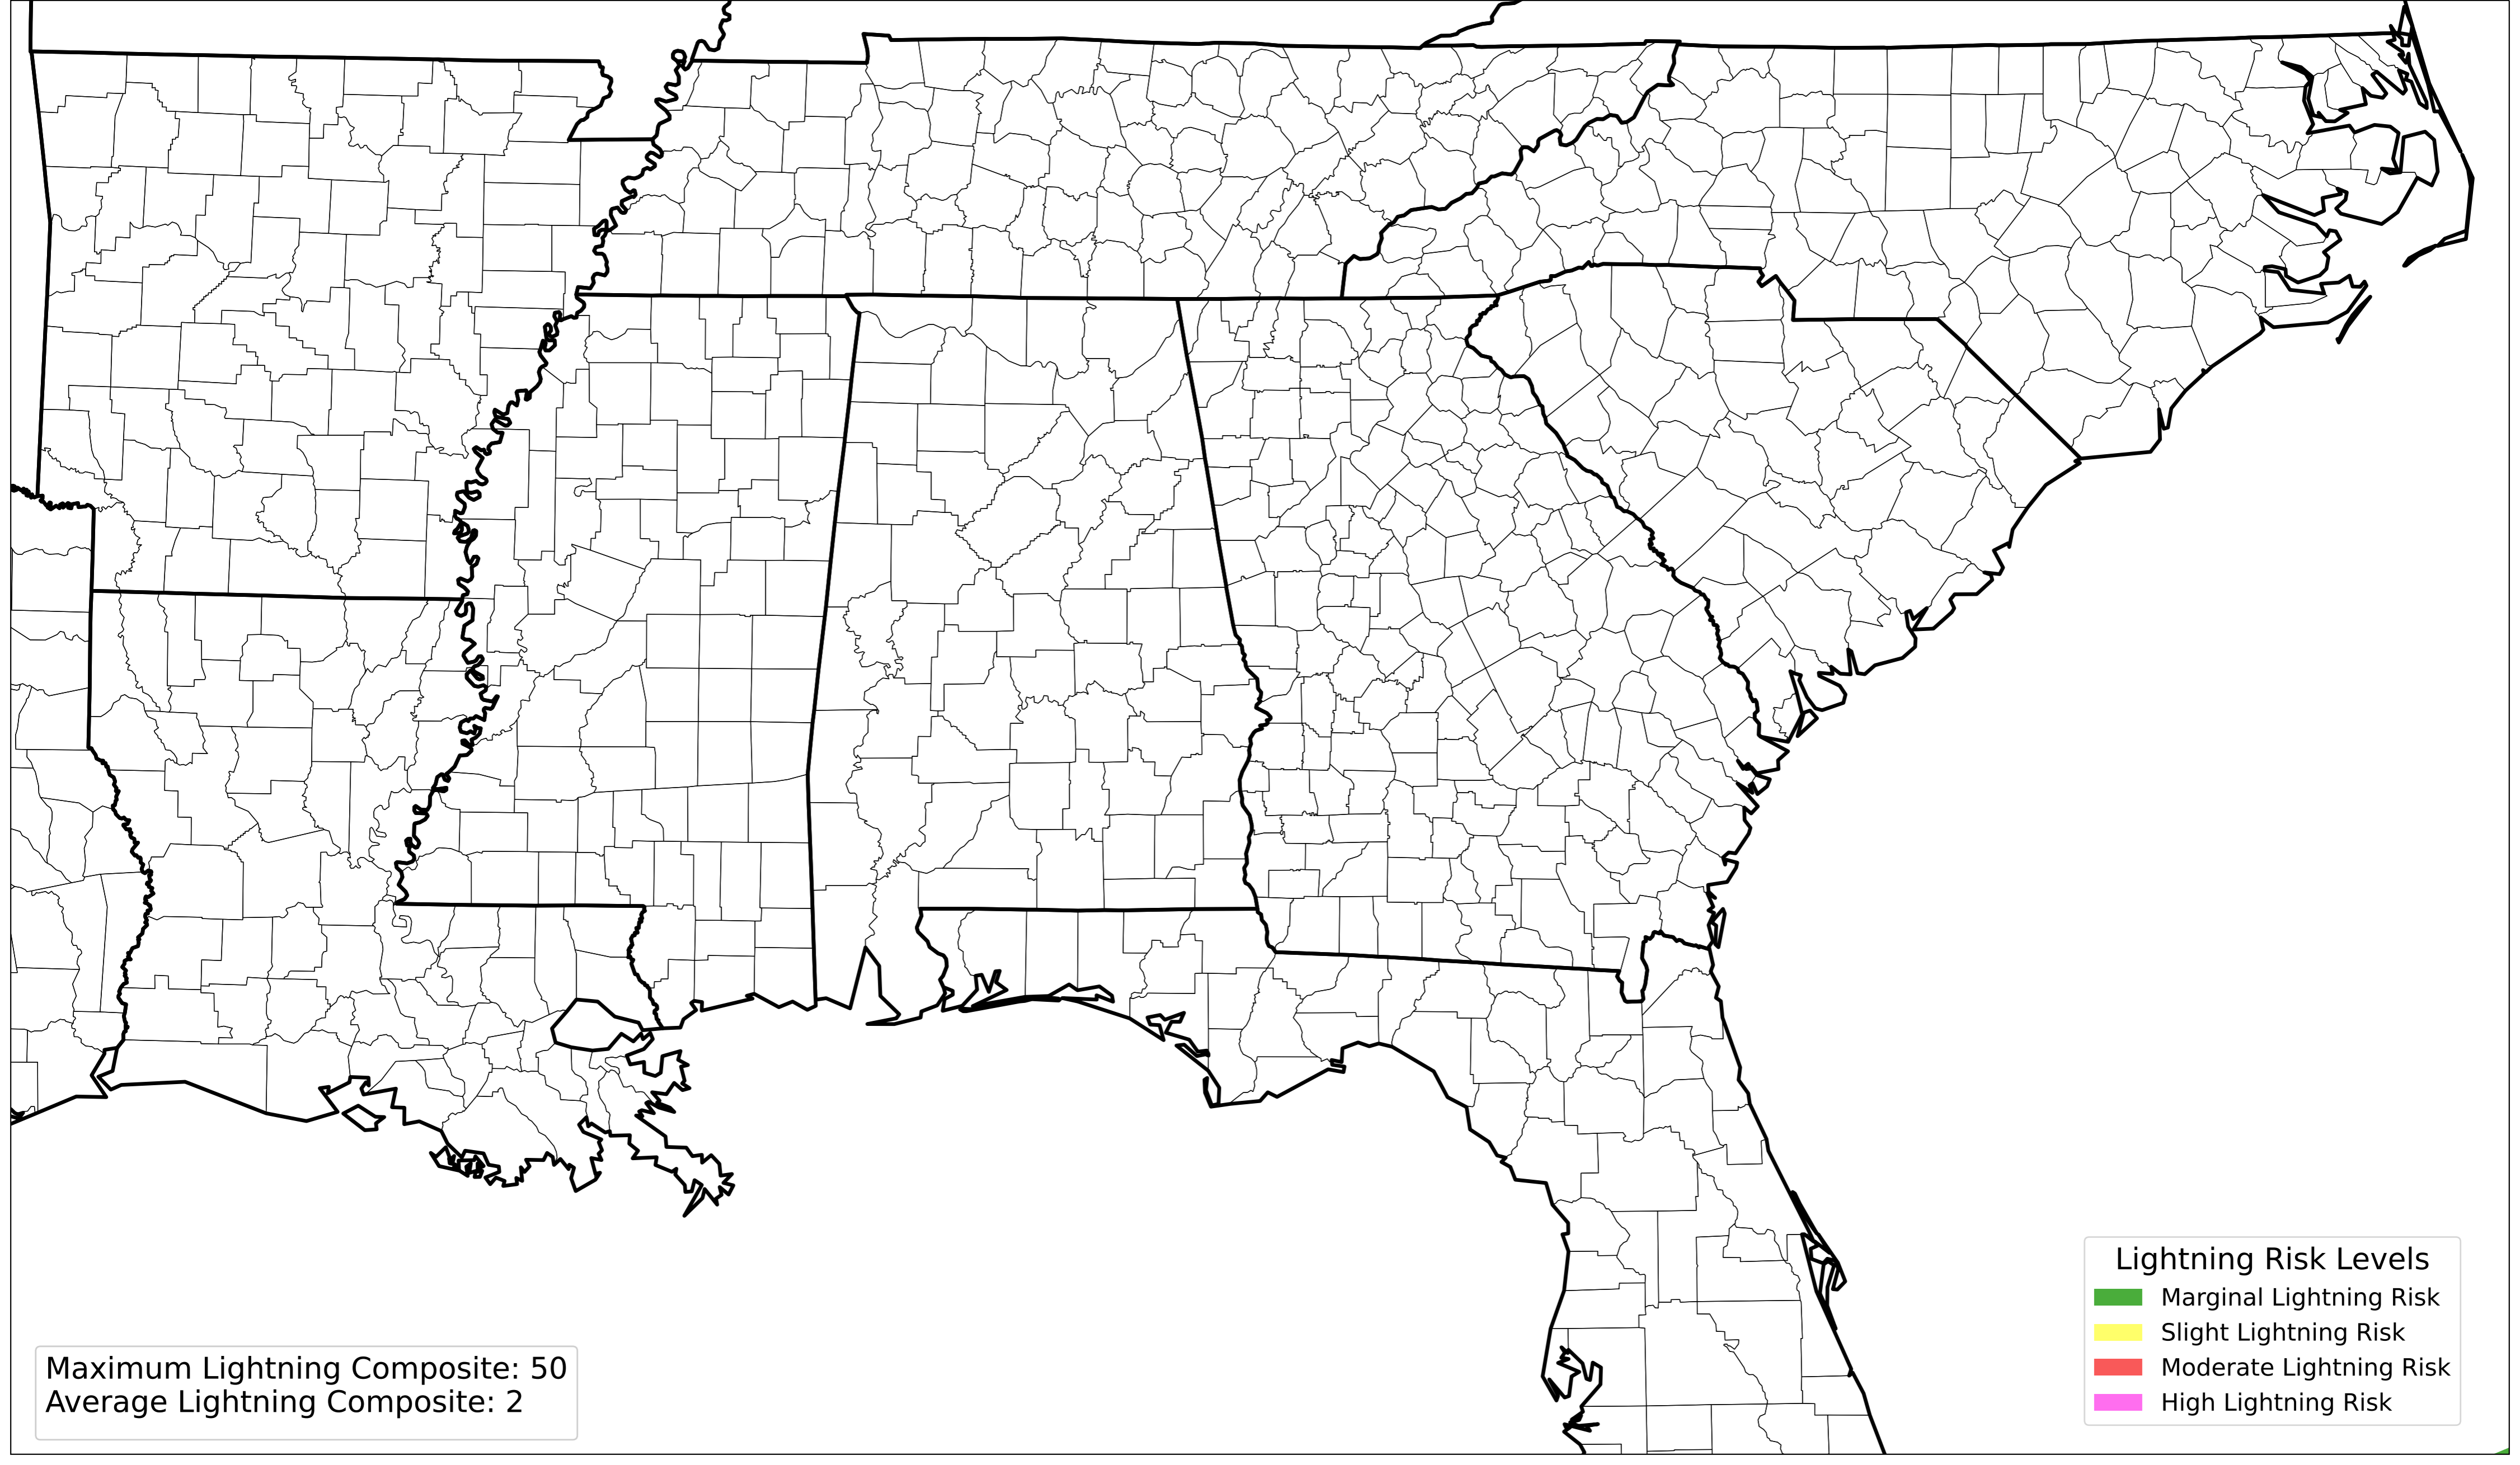 Maximum Lightning Composite: 50
Average Lightning Composite: 2
Lightning Risk Levels
Marginal Lightning Risk
Slight Lightning Risk
Moderate Lightning Risk
High Lightning Risk